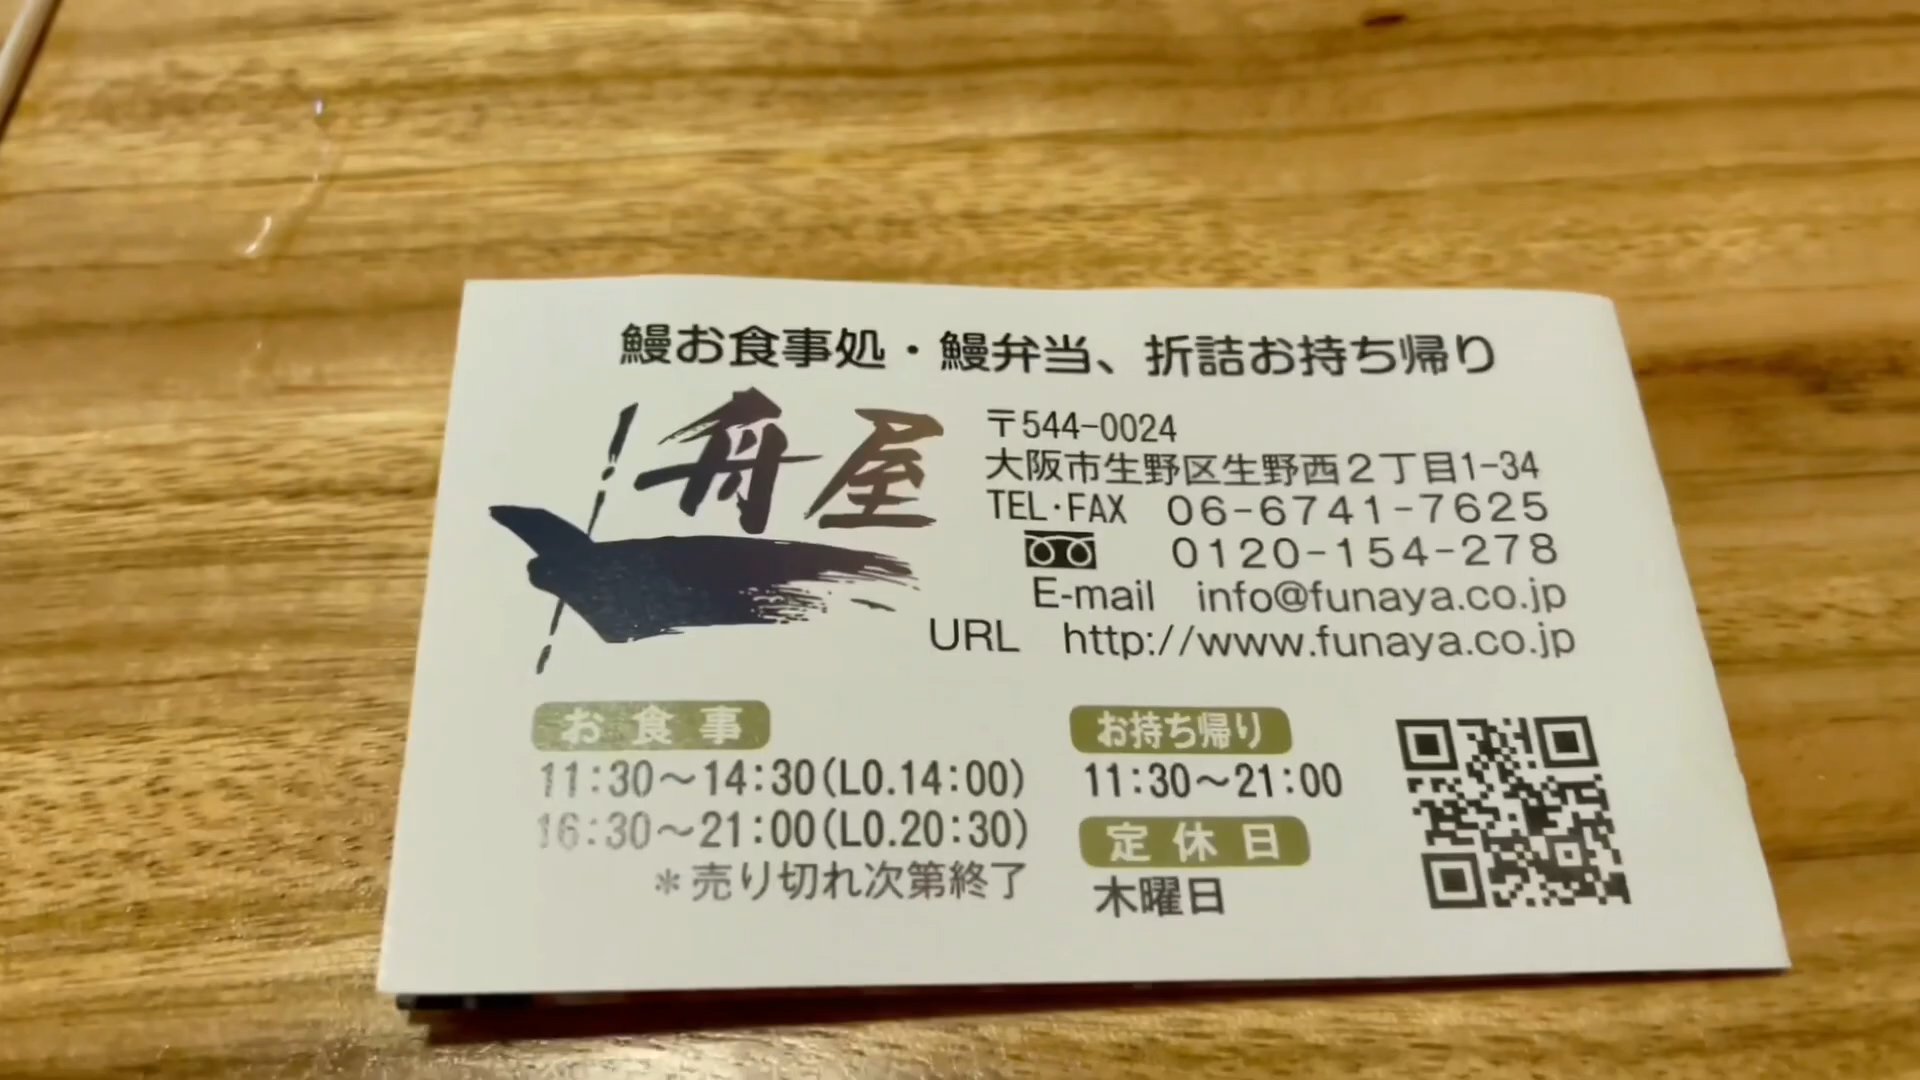 鰻お食事処・鰻弁当、折詰お持ち帰り
舟屋
〒544-0024
大阪市生野区生野西2丁目1-34
TEL･FAX 06-6741-7625
0120-154-278
E-mail info@funaya.co.jp
URL http://www.funaya.co.jp
お食事
11:30〜14:30(LO.14:00)
16:30〜21:00(LO.20:30)
*売り切れ次第終了
お持ち帰り
11:30〜21:00
定休日
木曜日